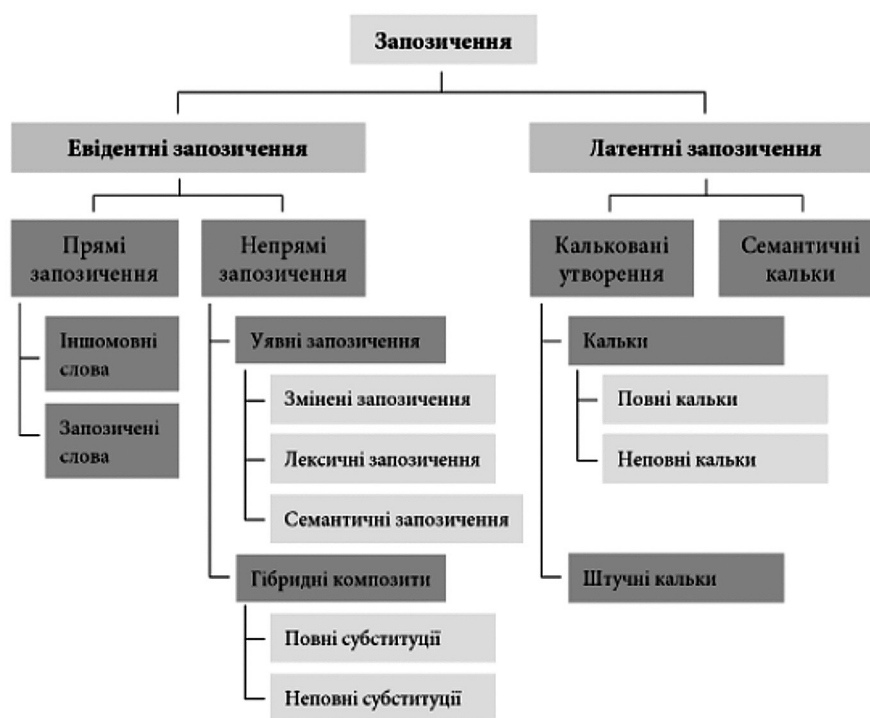 Запозичення
Евідентні запозичення
Латентні запозичення
Прямі
запозичення
Непрямі
запозичення
Кальковані
утворення
Семантичні
кальки
Іншомовні
слова
Запозичені
слова
Уявні запозичення
Змінені запозичення
Лексичні запозичення
Семантичні запозичення
Гібридні композити
Повні субституції
Неповні субституції
Кальки
Повні кальки
Неповні кальки
Штучні кальки